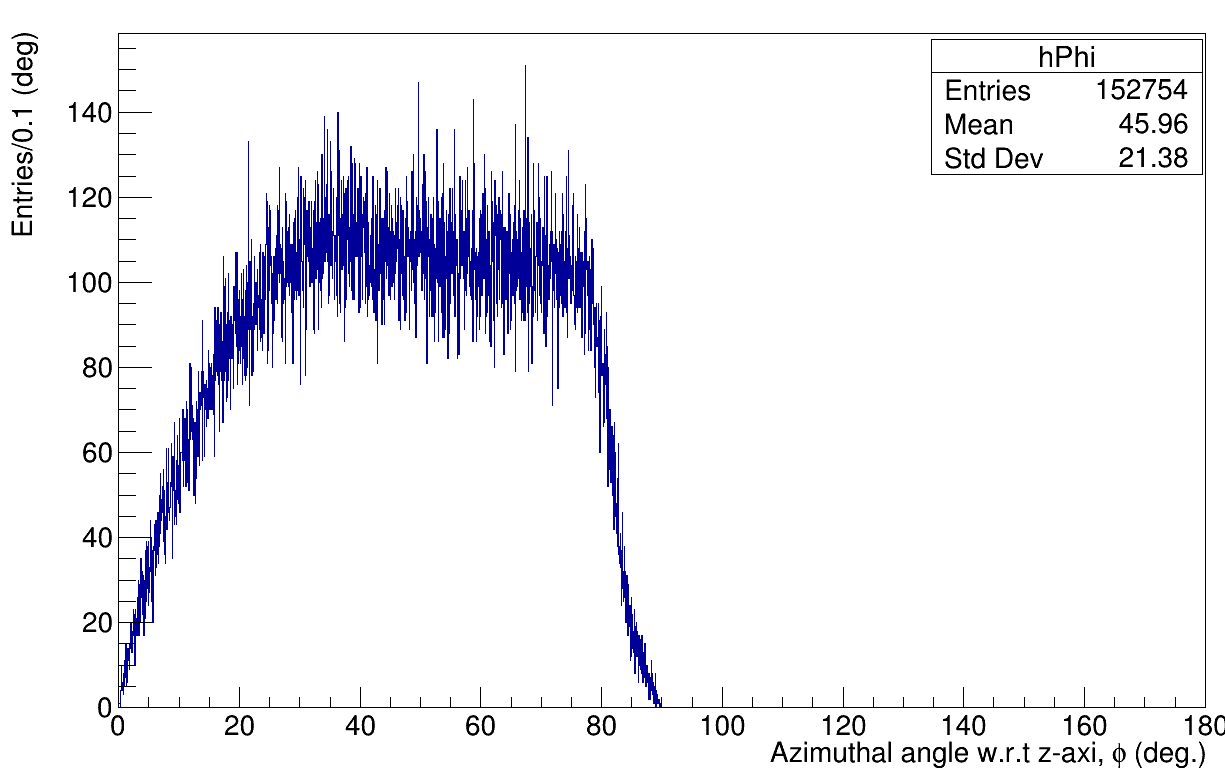 Entries/0.1 (deg)
hPhi
Entries 152754
Mean 45.96
Std Dev 21.38
140
120
100
80
60
40
20
0
0 20 40 60 80 100 120 140 160 180
Azimuthal angle w.r.t z-axi, ϕ (deg.)